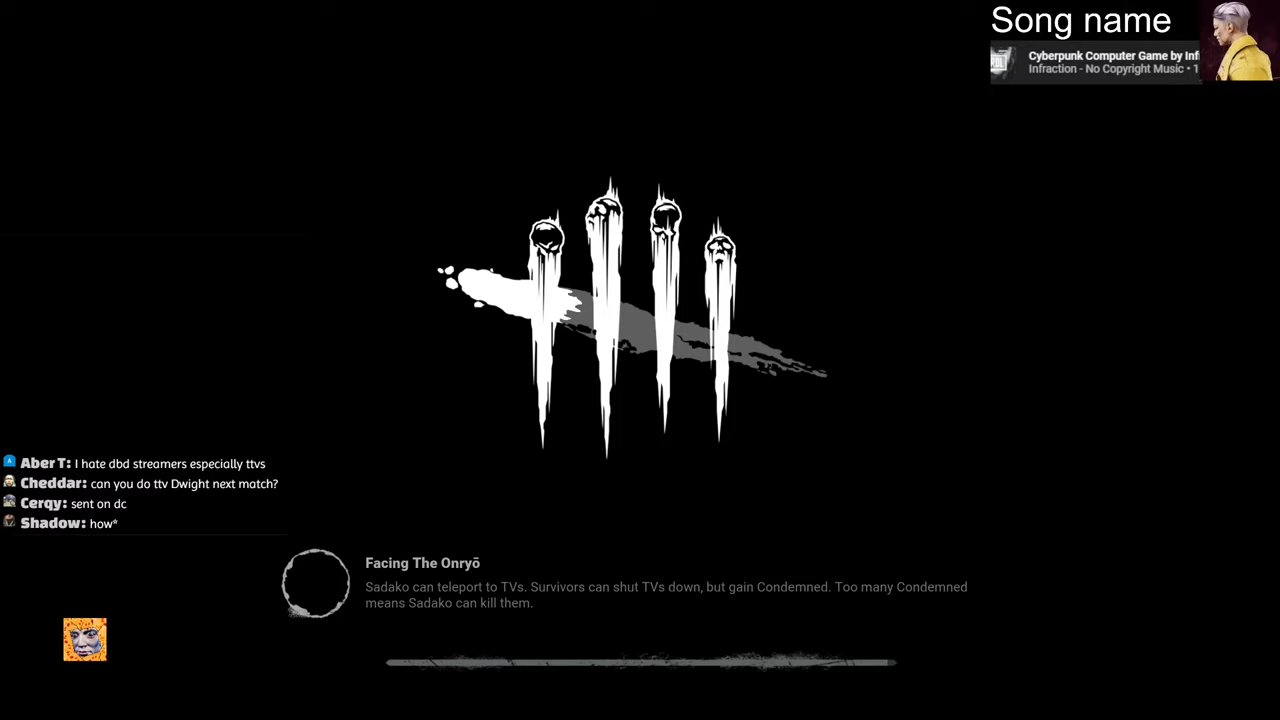 Song name
Cyberpunk Computer Game by Inf
Infraction - No Copyright Music • 1
Aber T: I hate dbd streamers especially ttvs
Cheddar: can you do ttv Dwight next match?
Cerqy: sent on dc
Shadow: how*
Facing The Onryō
Sadako can teleport to TVs. Survivors can shut TVs down, but gain Condemned. Too many Condemned
means Sadako can kill them.